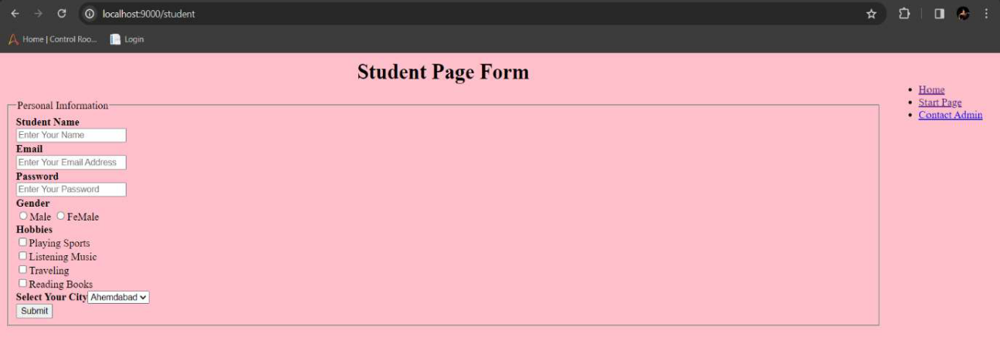 localhost:9000/student
Home | Control Roo... Login
Student Page Form
Home
Start Page
Contact Admin
Personal Imformation
Student Name
Enter Your Name
Email
Enter Your Email Address
Password
Enter Your Password
Gender
Male FeMale
Hobbies
Playing Sports
Listening Music
Traveling
Reading Books
Select Your City Ahemdabad
Submit